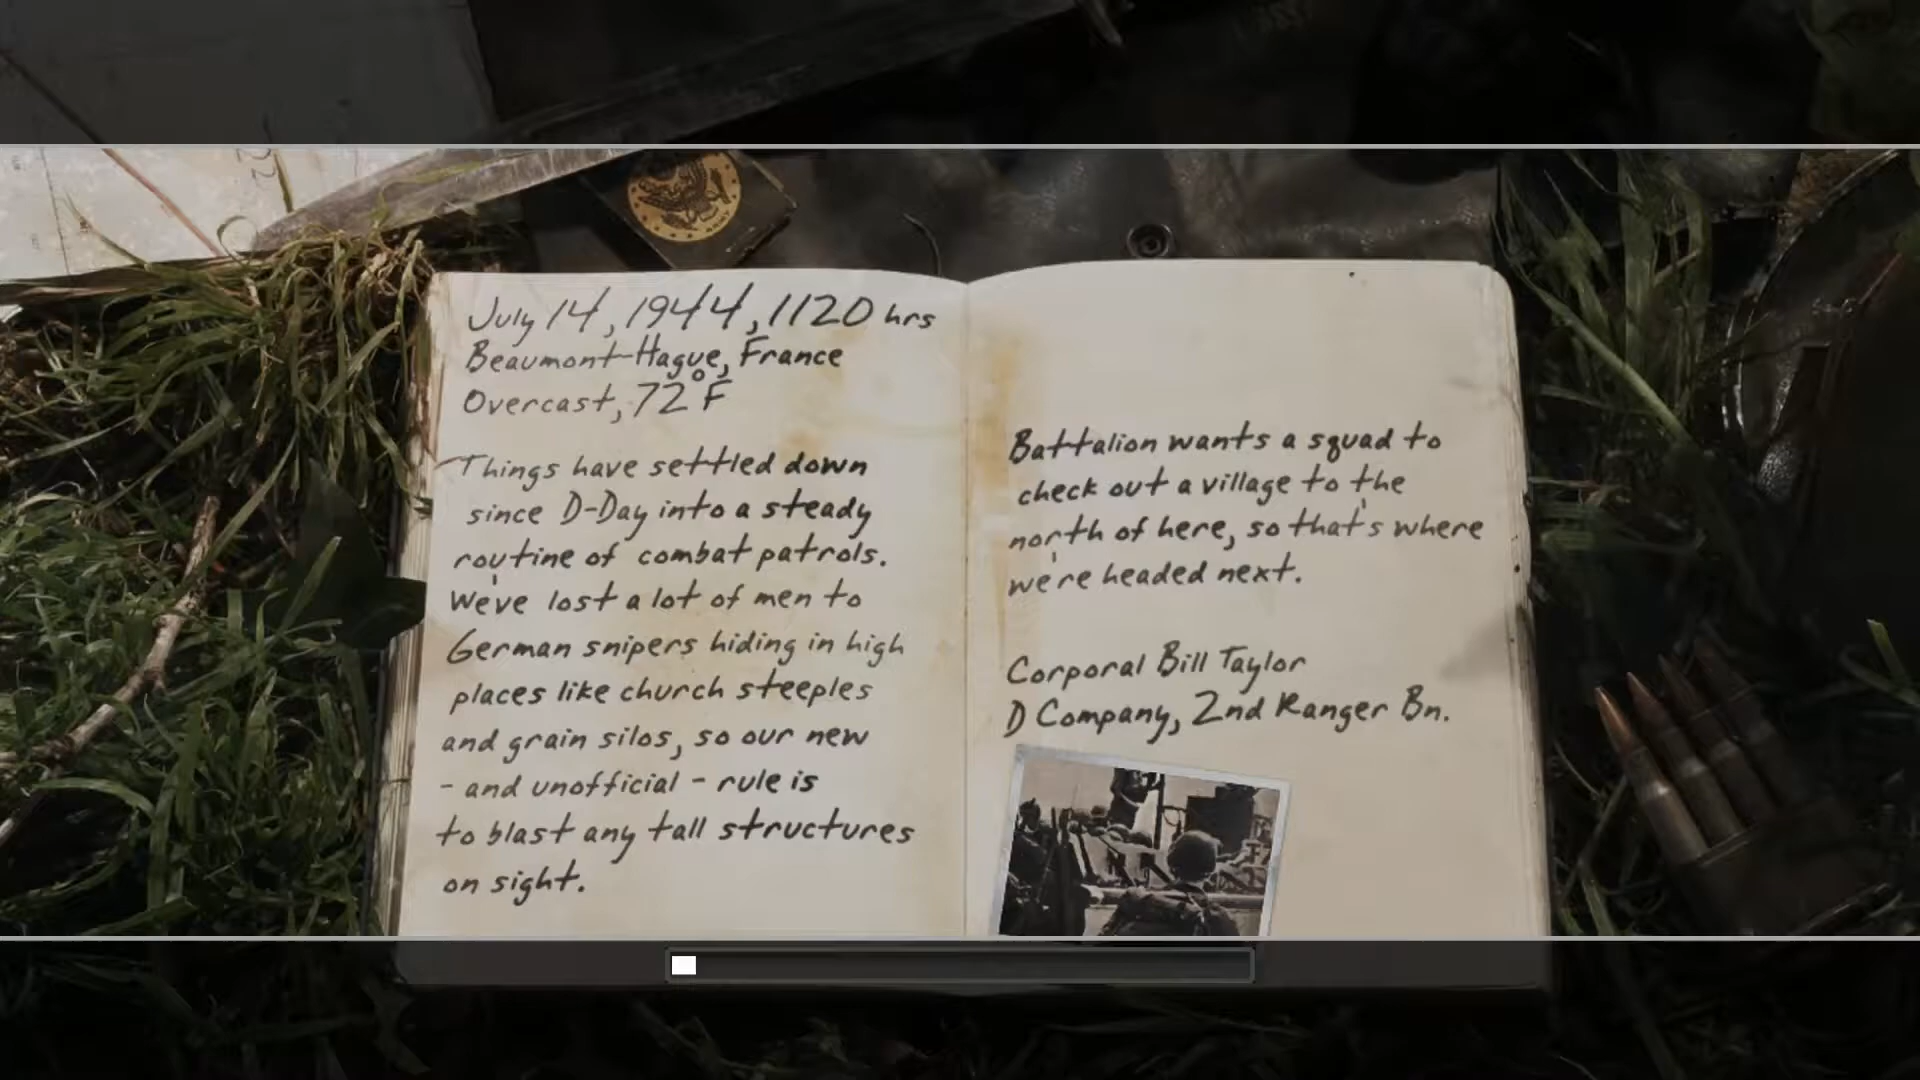 July 14, 1944, 1120 hrs
Beaumont-Hague, France
Overcast, 72°F
Things have settled down
since D-Day into a steady
routine of combat patrols.
We've lost a lot of men to
German snipers hiding in high
places like church steeples
and grain silos, so our new
- and unofficial - rule is
to blast any tall structures
on sight.
Battalion wants a squad to
check out a village to the
north of here, so that's where
we're headed next.
Corporal Bill Taylor
D Company, 2nd Ranger Bn.